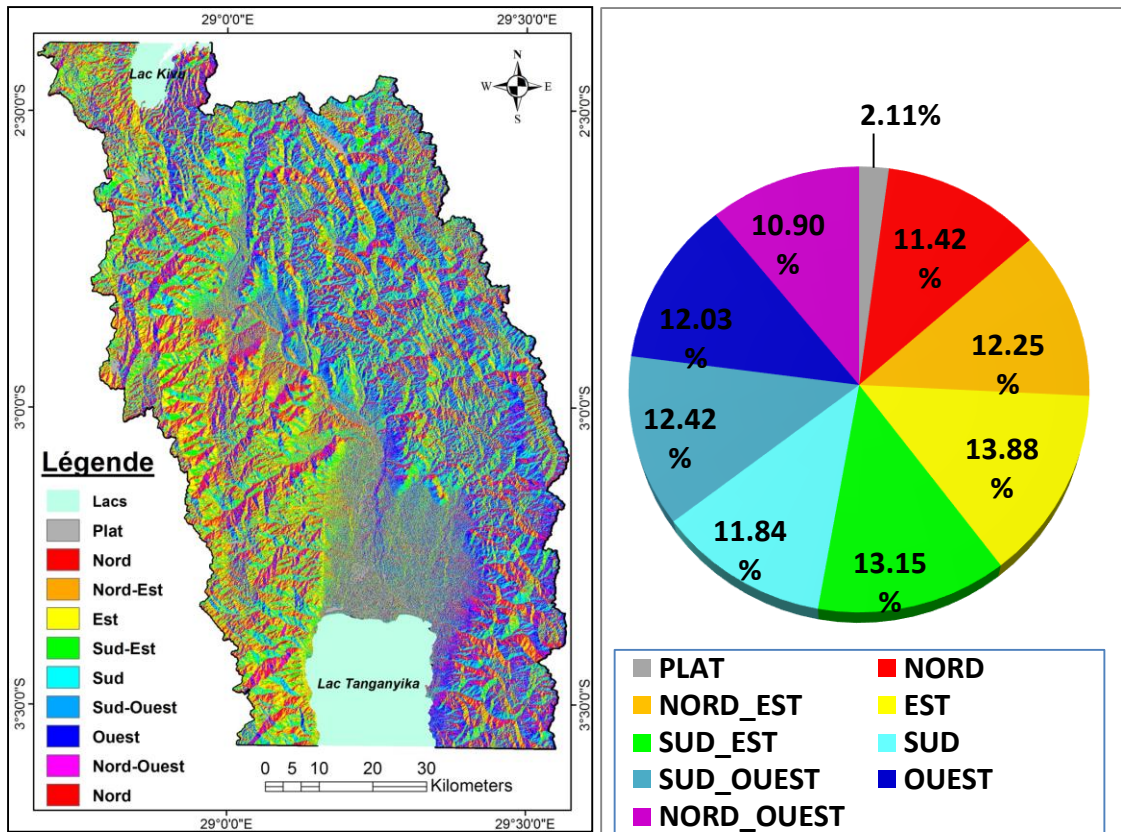 29°0'0"E
29°30'0"E
Lac Kivu
N
W
E
S
2°30'0"S
2°30'0"S
3°0'0"S
3°0'0"S
Légende
Lacs
Plat
Nord
Nord-Est
Est
Sud-Est
Sud
Sud-Ouest
Ouest
Nord-Ouest
Nord
Lac Tanganyika
3°30'0"S
3°30'0"S
0 5 10 20 30
Kilometers
29°0'0"E
29°30'0"E
2.11%
11.42
%
12.25
%
13.88
%
13.15
%
11.84
%
12.42
%
12.03
%
10.90
%
PLAT
NORD
NORD_EST
EST
SUD_EST
SUD
SUD_OUEST
OUEST
NORD_OUEST